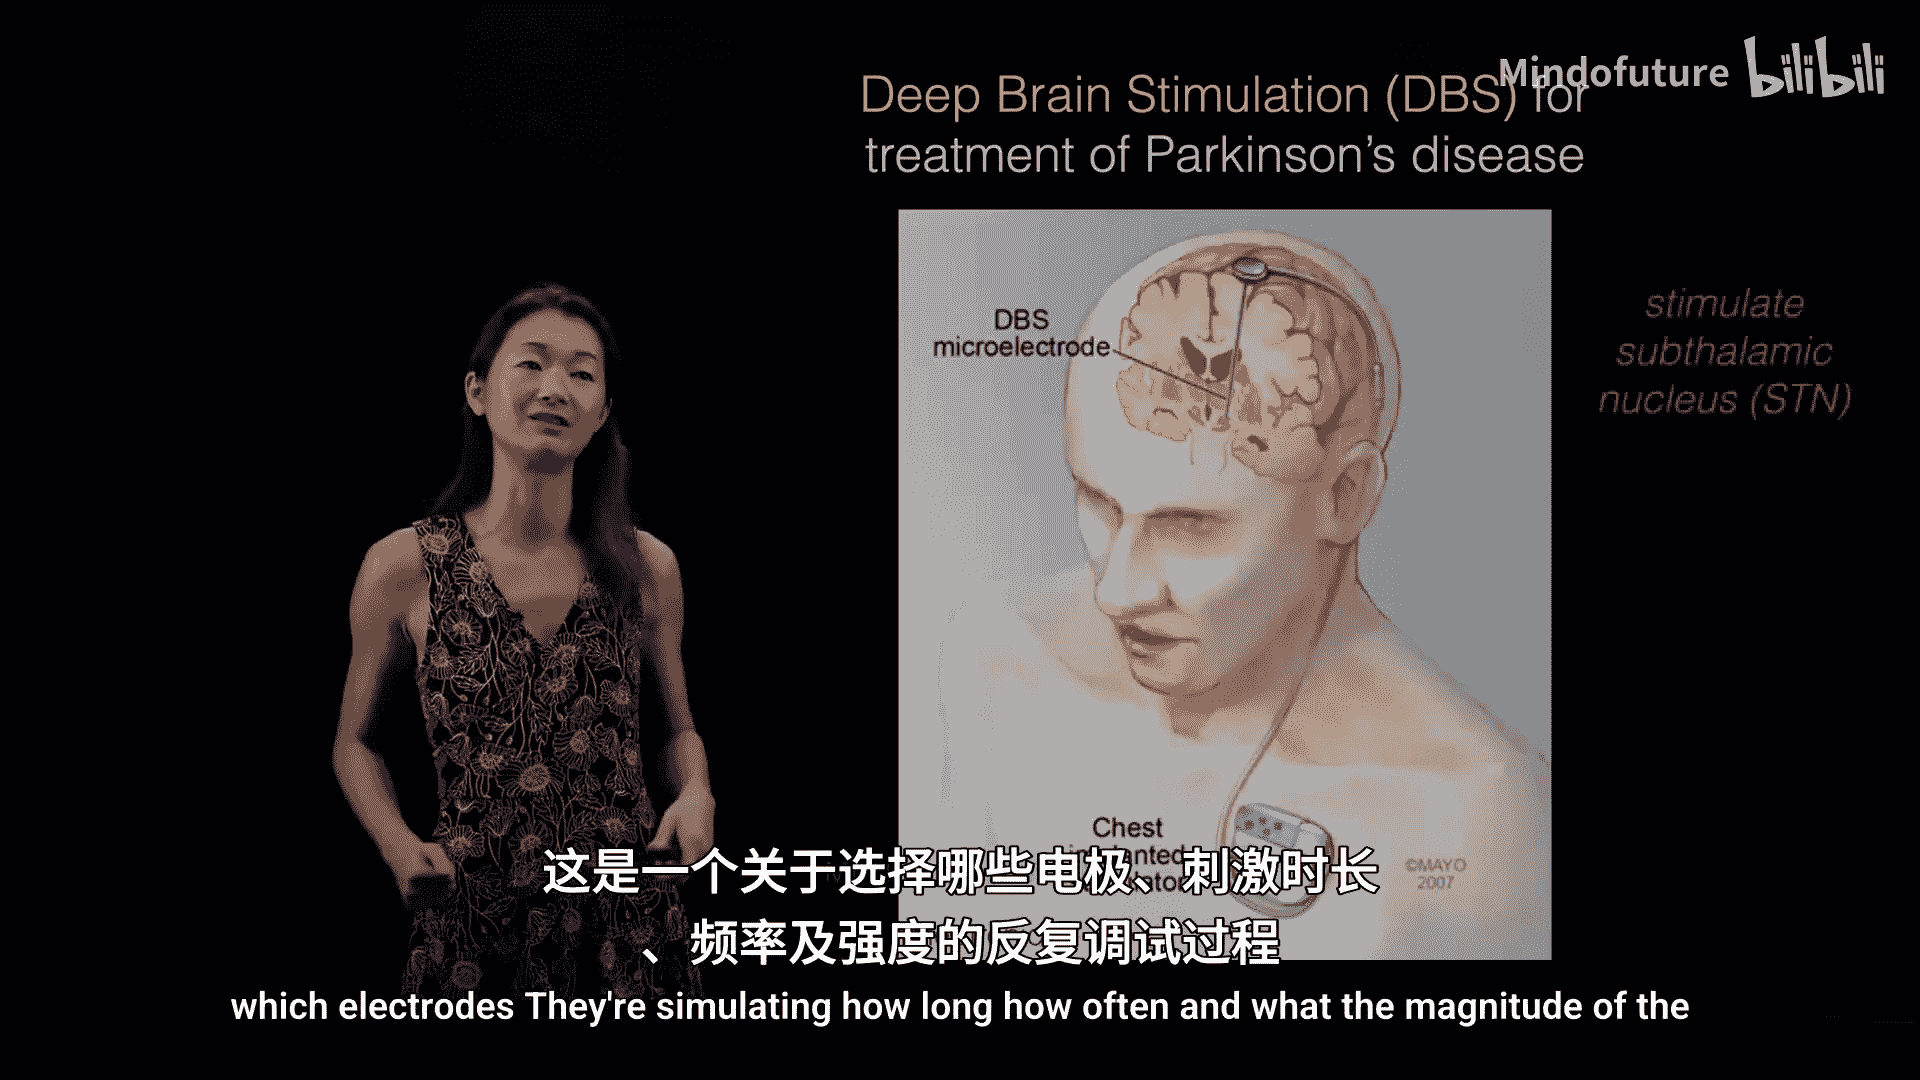 Mindofuture bilibili
Deep Brain Stimulation (DBS) for
treatment of Parkinson's disease
stimulate
subthalamic
nucleus (STN)
DBS
microelectrode
Chest
©MAYO
2007
这是一个关于选择哪些电极、刺激时长
、频率及强度的反复调试过程
which electrodes They're simulating how long how often and what the magnitude of the